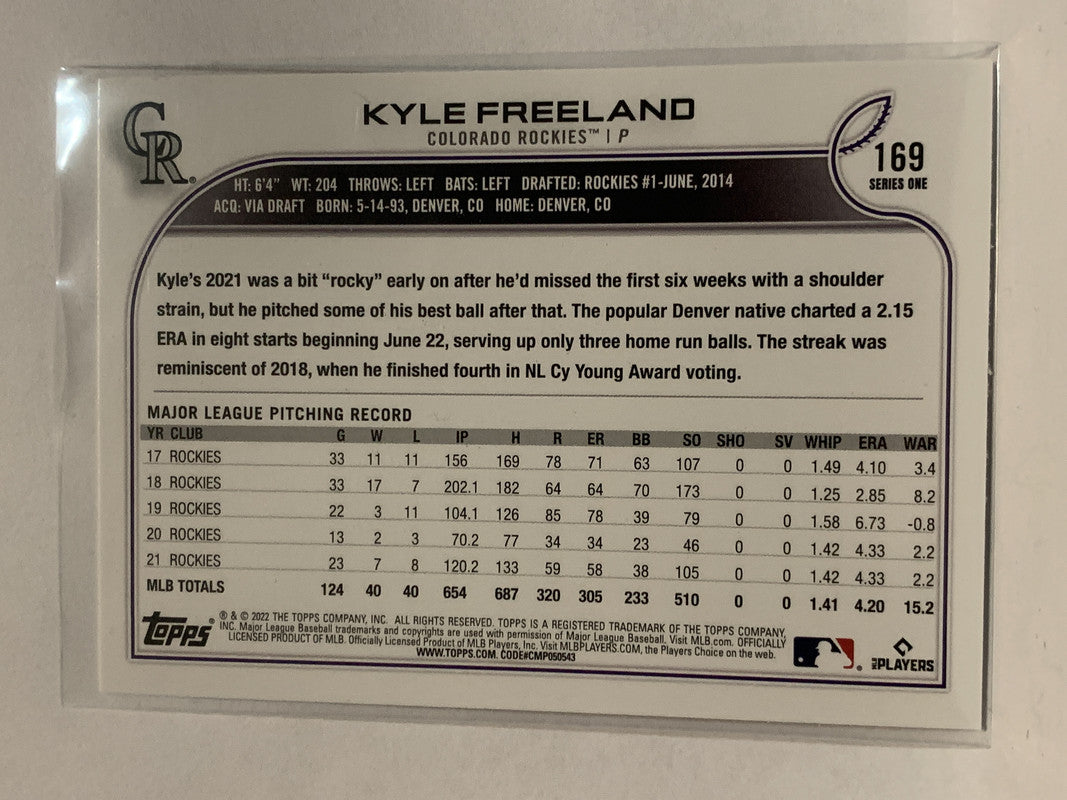 CR®
KYLE FREELAND
COLORADO ROCKIES™ | P
169
SERIES ONE
HT: 6'4" WT: 204 THROWS: LEFT BATS: LEFT DRAFTED: ROCKIES #1-JUNE, 2014
ACQ: VIA DRAFT BORN: 5-14-93, DENVER, CO HOME: DENVER, CO
Kyle's 2021 was a bit "rocky" early on after he'd missed the first six weeks with a shoulder
strain, but he pitched some of his best ball after that. The popular Denver native charted a 2.15
ERA in eight starts beginning June 22, serving up only three home run balls. The streak was
reminiscent of 2018, when he finished fourth in NL Cy Young Award voting.
MAJOR LEAGUE PITCHING RECORD
YR CLUB G W L IP H R ER BB SO SHO SV WHIP ERA WAR
17 ROCKIES 33 11 11 156 169 78 71 63 107 0 0 1.49 4.10 3.4
18 ROCKIES 33 17 7 202.1 182 64 64 70 173 0 0 1.25 2.85 8.2
19 ROCKIES 22 3 11 104.1 126 85 78 39 79 0 0 1.58 6.73 -0.8
20 ROCKIES 13 2 3 70.2 77 34 34 23 46 0 0 1.42 4.33 2.2
21 ROCKIES 23 7 8 120.2 133 59 58 38 105 0 0 1.42 4.33 2.2
MLB TOTALS 124 40 40 654 687 320 305 233 510 0 0 1.41 4.20 15.2
Topps®
® & © 2022 THE TOPPS COMPANY, INC. ALL RIGHTS RESERVED. TOPPS IS A REGISTERED TRADEMARK OF THE TOPPS COMPANY,
INC. Major League Baseball trademarks and copyrights are used with permission of Major League Baseball. Visit MLB.com. OFFICIALLY
LICENSED PRODUCT OF MLB. Officially Licensed Product of MLB Players, Inc. Visit MLBPLAYERS.COM, the Players Choice on the web.
WWW.TOPPS.COM. CODE#CMP050543
MLB PLAYERS